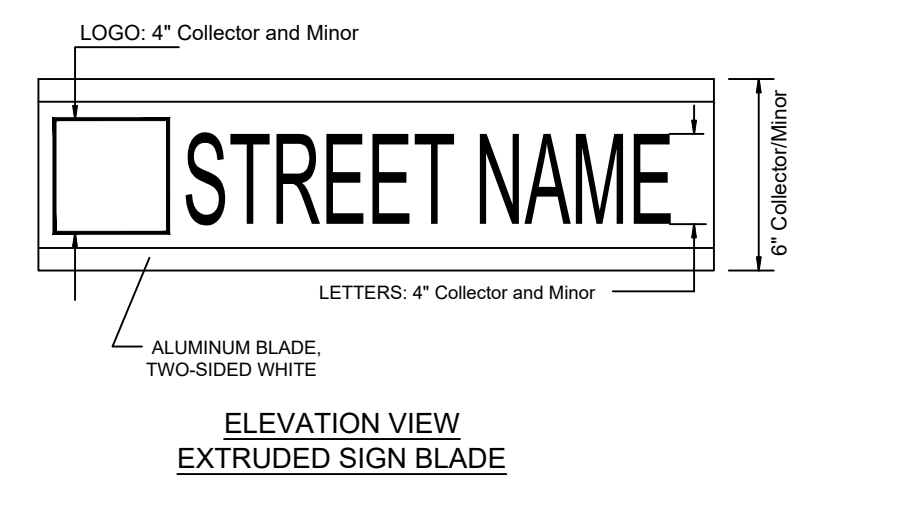 LOGO: 4" Collector and Minor
STREET NAME
6" Collector/Minor
LETTERS: 4" Collector and Minor
ALUMINUM BLADE,
TWO-SIDED WHITE
ELEVATION VIEW
EXTRUDED SIGN BLADE